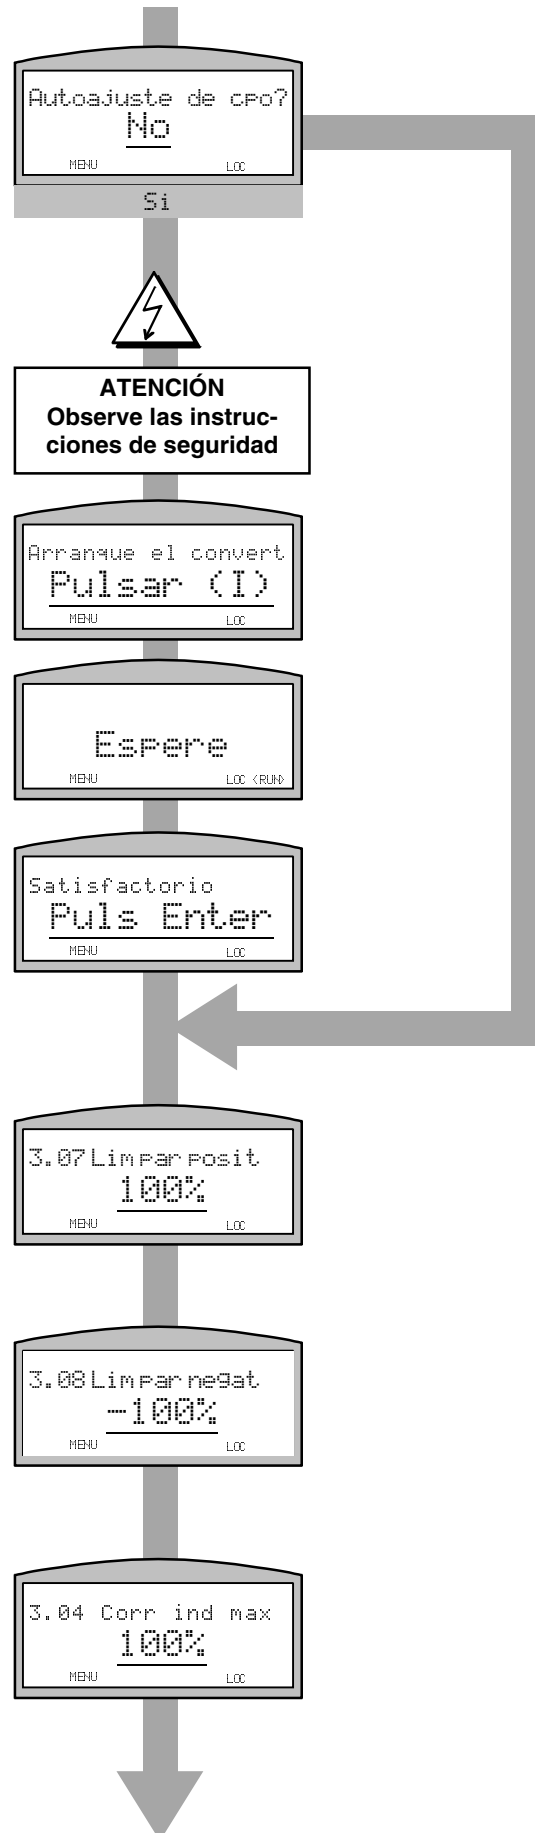 Autoajuste de cpo?
No
MENU LOC
Si
ATENCIÓN
Observe las instruc-
ciones de seguridad
Arranque el convert
Pulsar (I)
MENU LOC
Espere
MENU LOC <RUN>
Satisfactorio
Puls Enter
MENU LOC
3.07 Lim par posit
100%
MENU LOC
3.08 Lim par negat
-100%
MENU LOC
3.04 Corr ind max
100%
MENU LOC